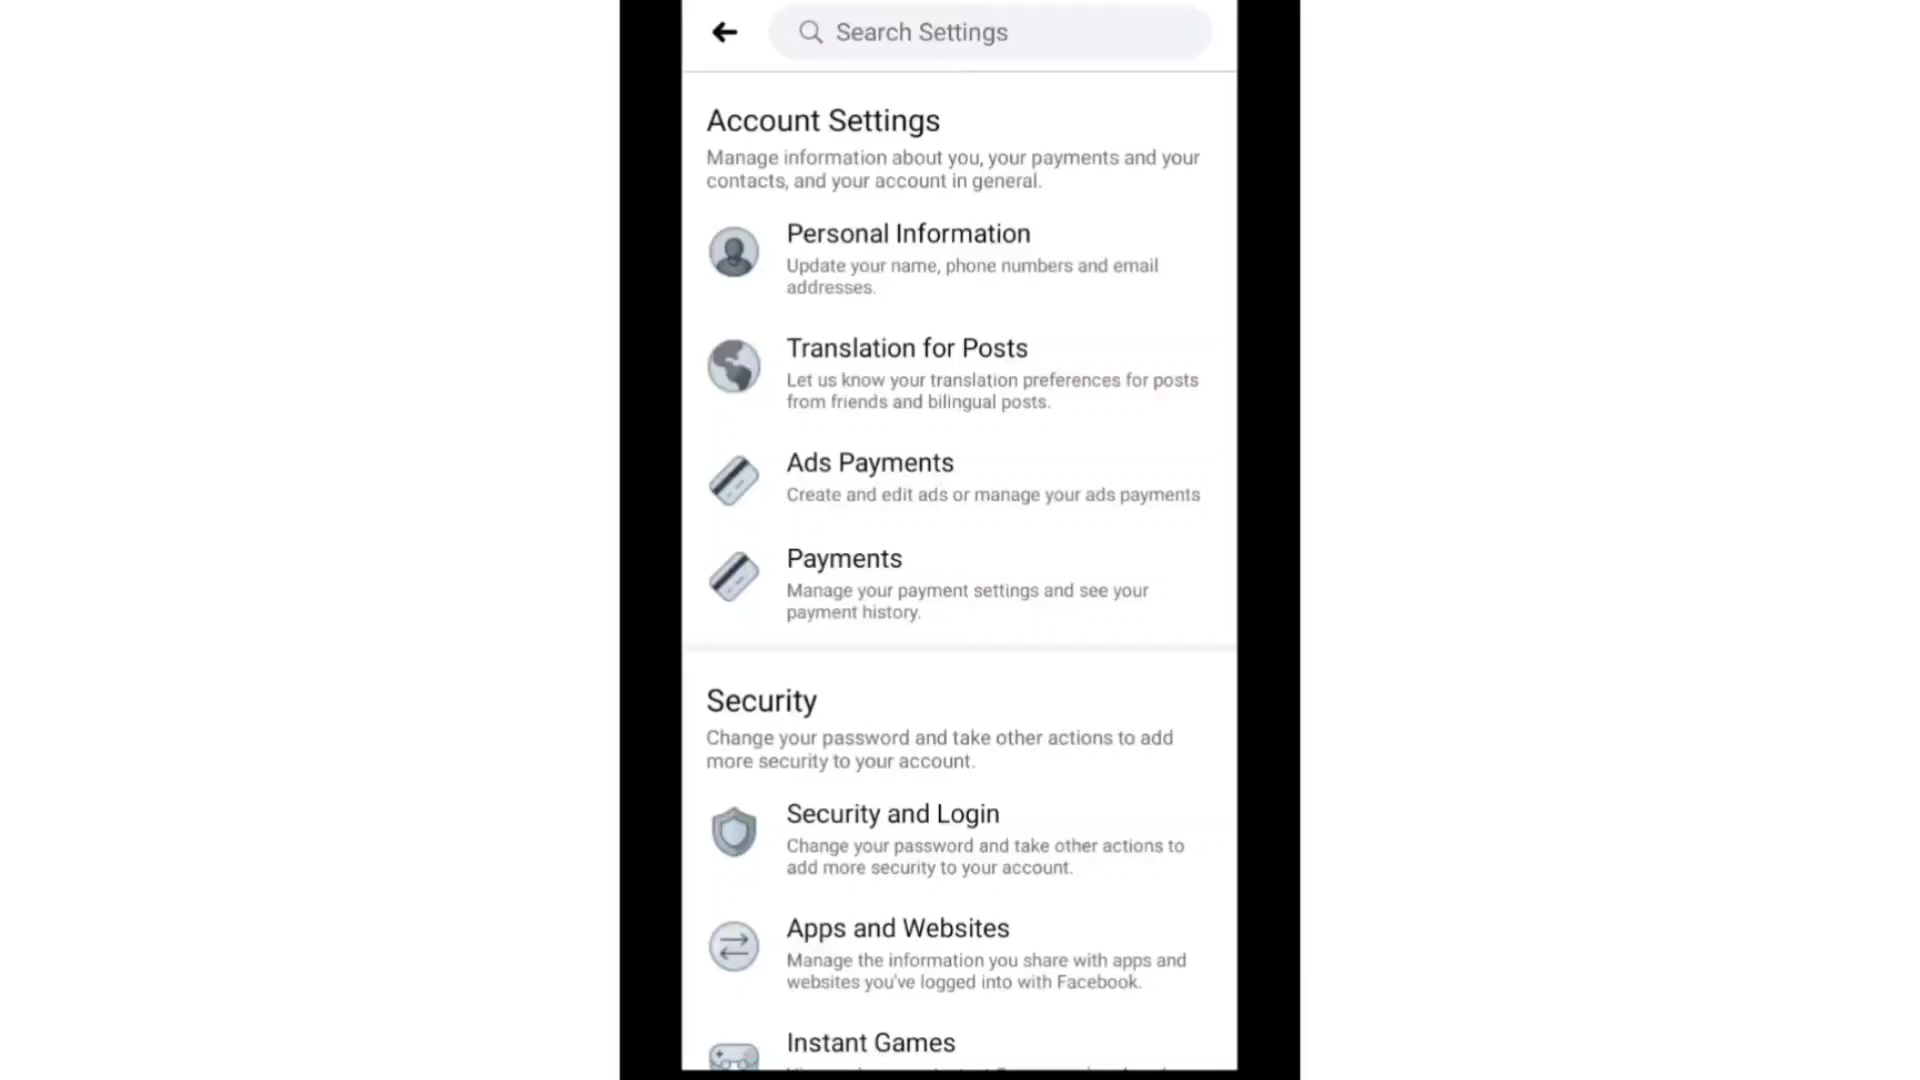 Search Settings
Account Settings
Manage information about you, your payments and your
contacts, and your account in general.
Personal Information
Update your name, phone numbers and email
addresses.
Translation for Posts
Let us know your translation preferences for posts
from friends and bilingual posts.
Ads Payments
Create and edit ads or manage your ads payments
Payments
Manage your payment settings and see your
payment history.
Security
Change your password and take other actions to add
more security to your account.
Security and Login
Change your password and take other actions to
add more security to your account.
Apps and Websites
Manage the information you share with apps and
websites you've logged into with Facebook.
Instant Games